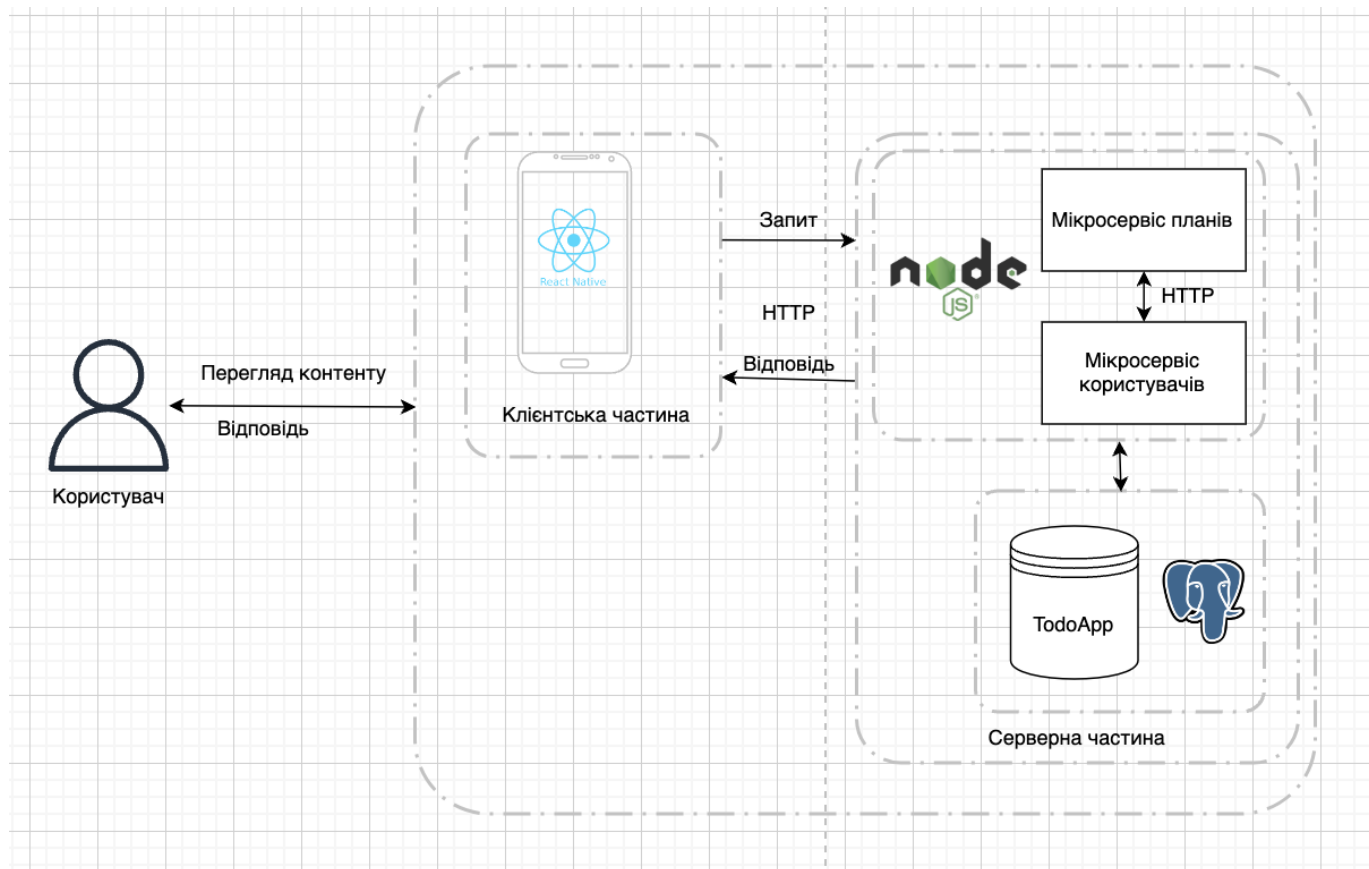 Користувач
Перегляд контенту
Відповідь
React Native
Клієнтська частина
Запит
HTTP
Відповідь
node
JS
Мікросервіс планів
HTTP
Мікросервіс
користувачів
TodoApp
Серверна частина